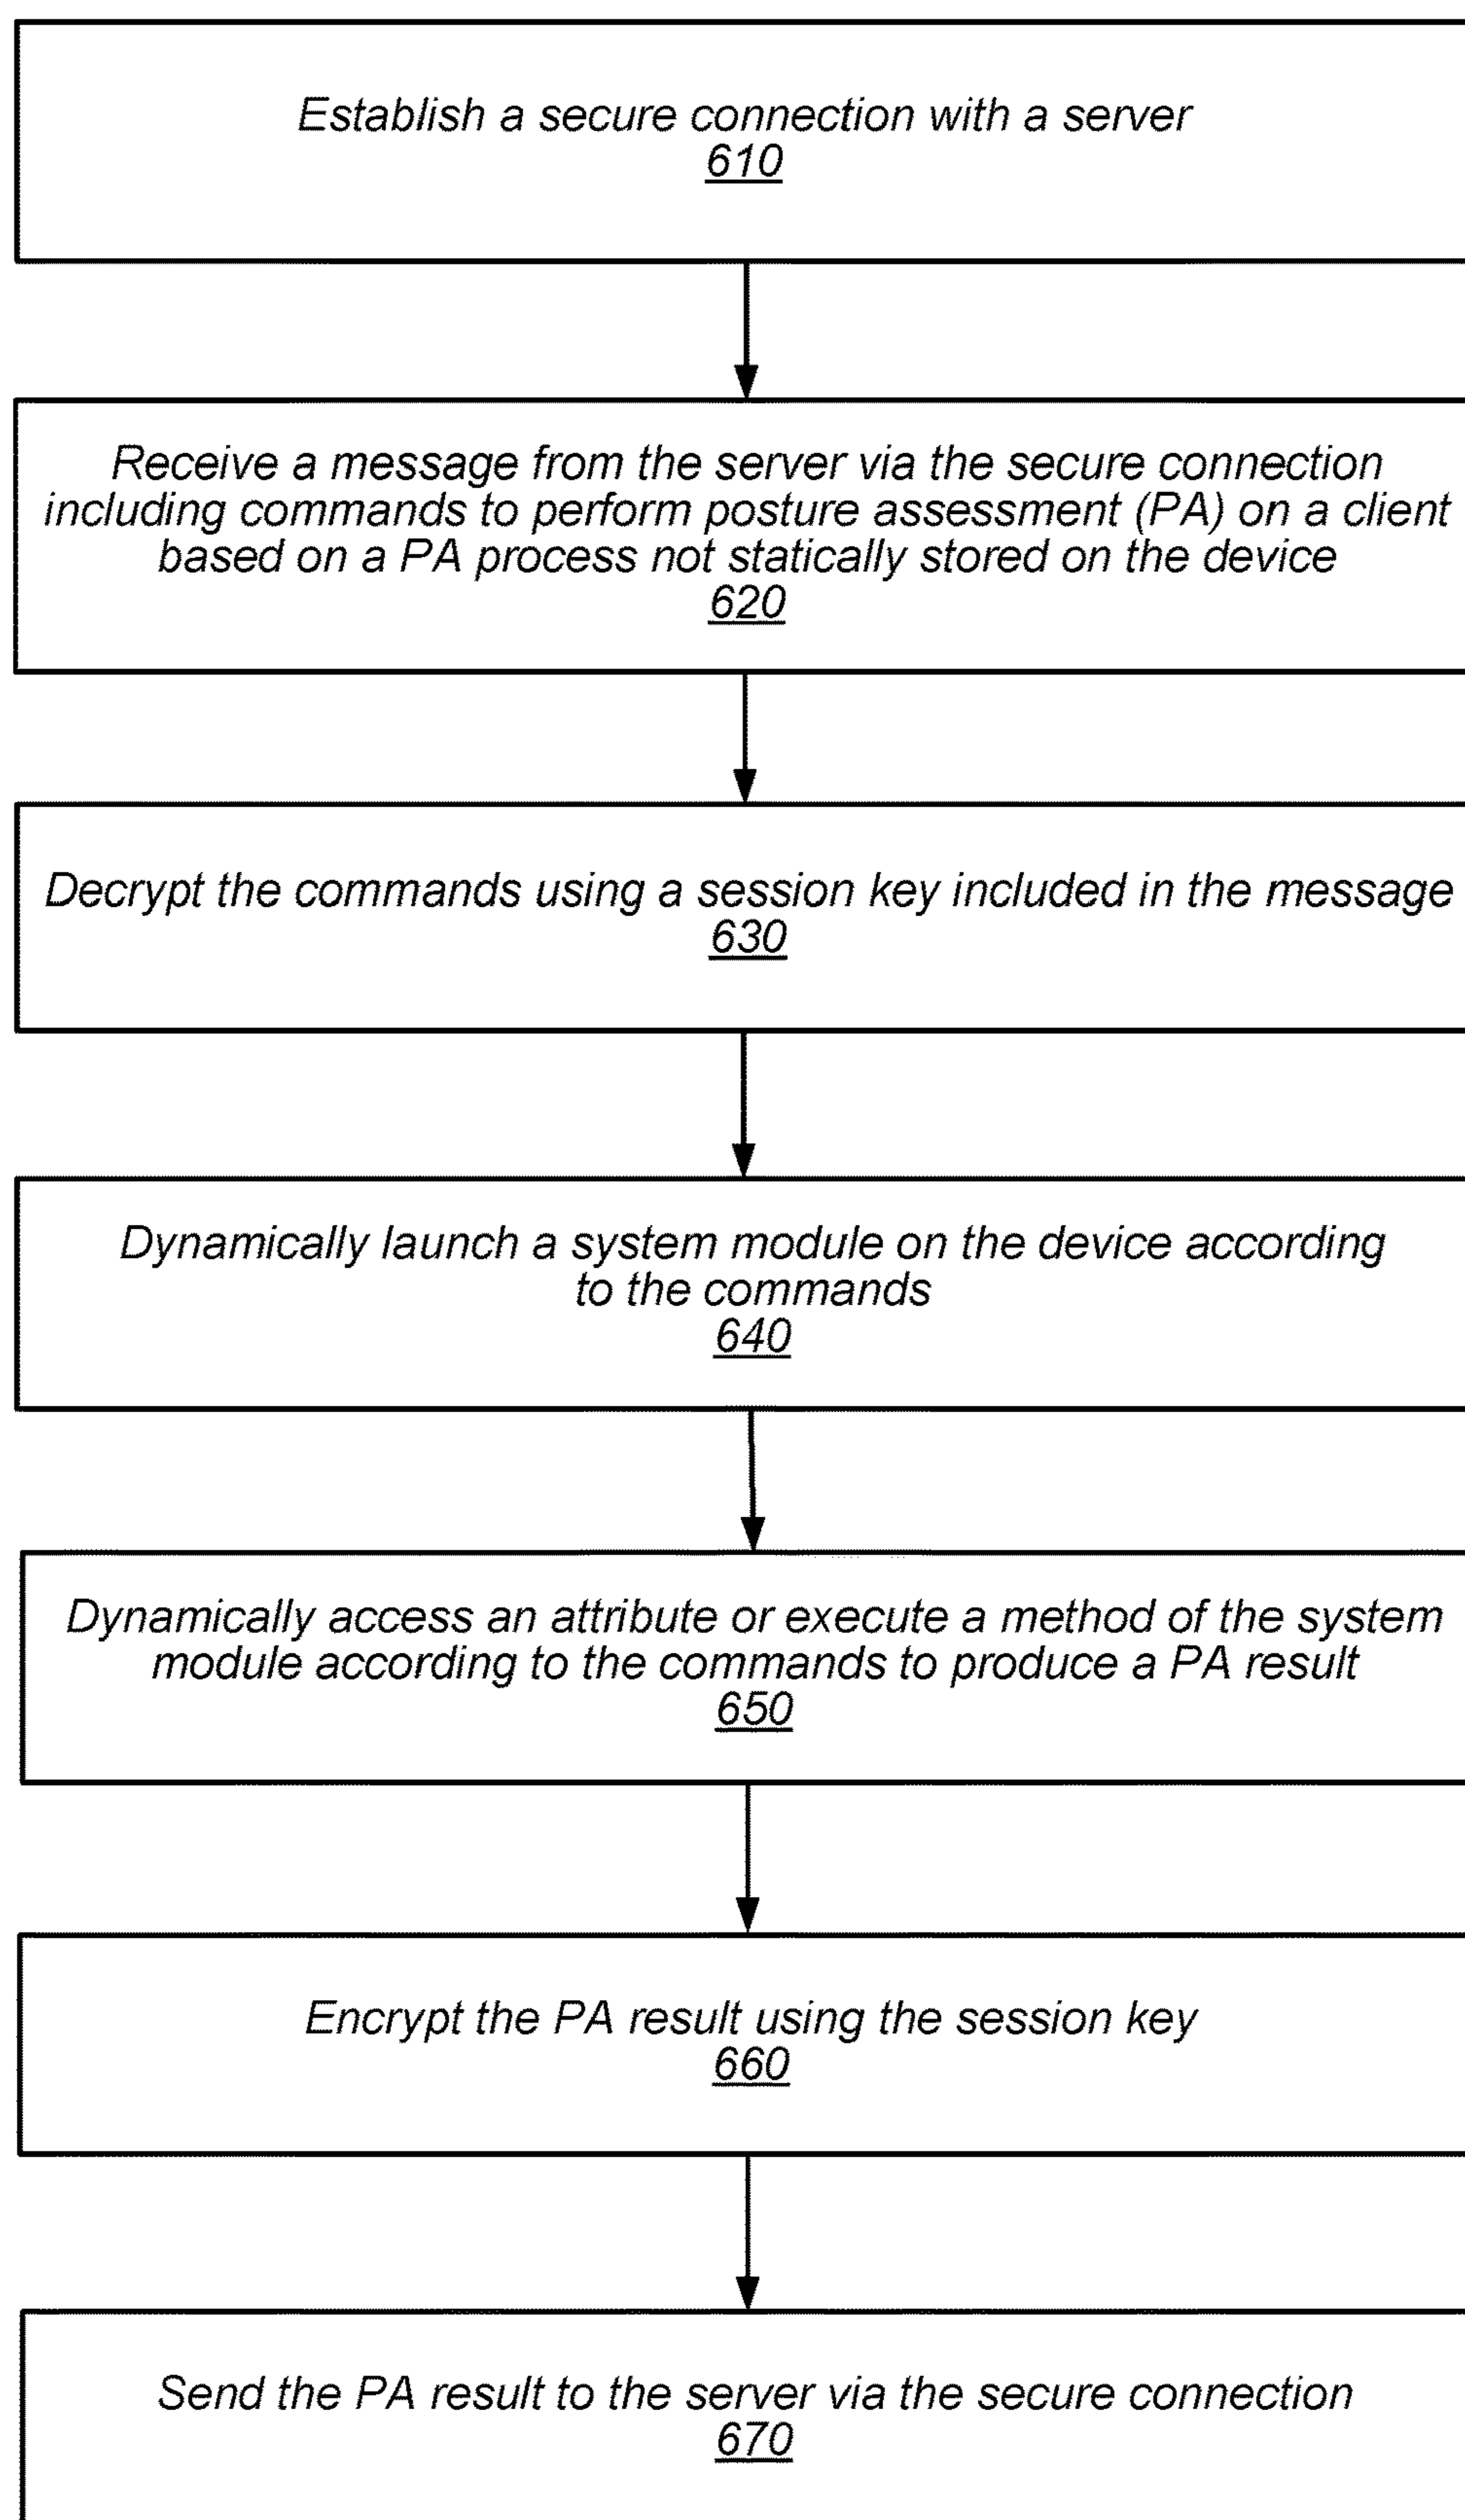 Establish a secure connection with a server
610
Receive a message from the server via the secure connection
including commands to perform posture assessment (PA) on a client
based on a PA process not statically stored on the device
620
Decrypt the commands using a session key included in the message
630
Dynamically launch a system module on the device according
to the commands
640
Dynamically access an attribute or execute a method of the system
module according to the commands to produce a PA result
650
Encrypt the PA result using the session key
660
Send the PA result to the server via the secure connection
670